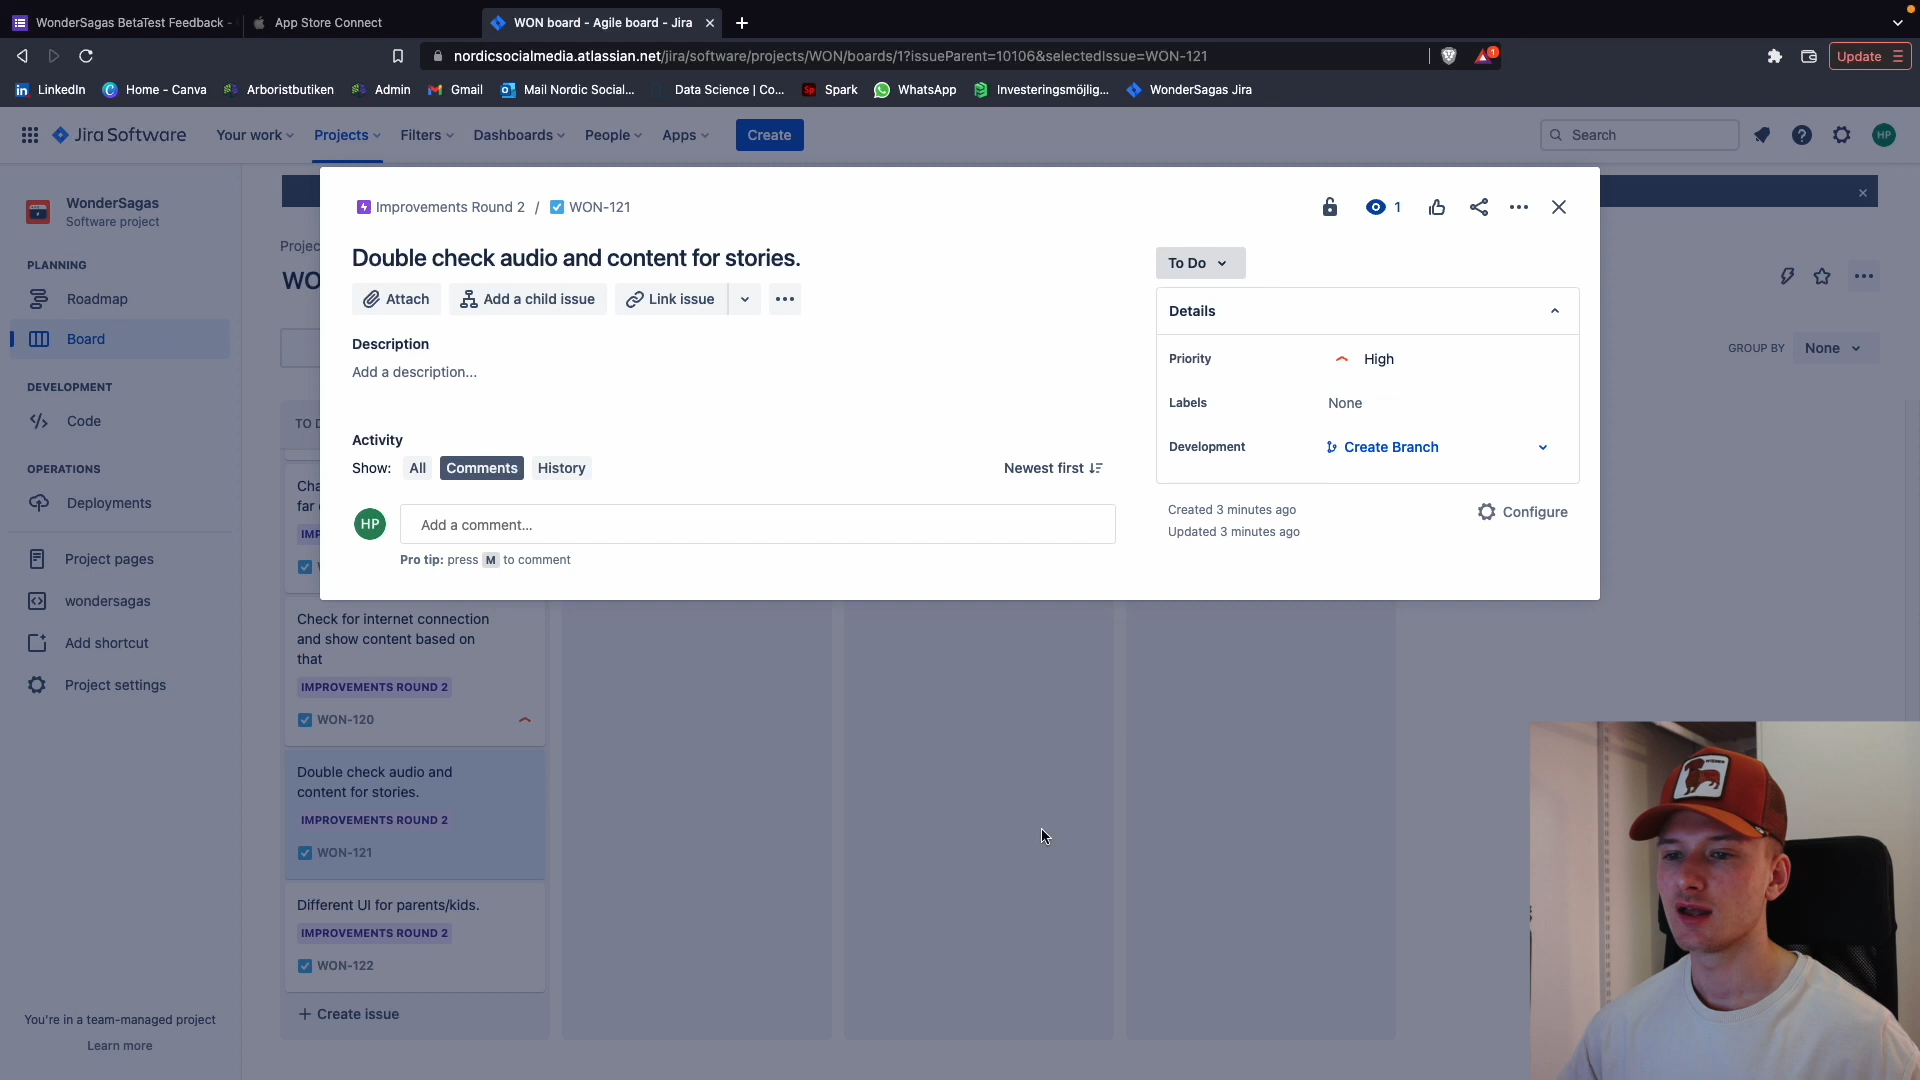 WonderSagas BetaTest Feedback -
App Store Connect
WON board - Agile board - Jira
nordicsocialmedia.atlassian.net/jira/software/projects/WON/boards/1?issueParent=10106&selectedIssue=WON-121
1
Update
LinkedIn
Home - Canva
Arboristbutiken
Admin
Gmail
Mail Nordic Social...
Data Science | Co...
Spark
WhatsApp
Investeringsmöjlig...
WonderSagas Jira
Jira Software
Your work
Projects
Filters
Dashboards
People
Apps
Create
Search
HP
WonderSagas
Software project
PLANNING
Roadmap
Board
DEVELOPMENT
Code
OPERATIONS
Deployments
Project pages
wondersagas
Add shortcut
Project settings
You're in a team-managed project
Learn more
Projec
WO
GROUP BY None
TO D
Improvements Round 2 / WON-121
1
Double check audio and content for stories.
Attach
Add a child issue
Link issue
Description
Add a description...
Activity
Show: All Comments History
Newest first
HP
Add a comment...
Pro tip: press M to comment
To Do
Details
Priority High
Labels None
Development Create Branch
Created 3 minutes ago
Updated 3 minutes ago
Configure
Cha
far
IMP
Check for internet connection
and show content based on
that
IMPROVEMENTS ROUND 2
WON-120
Double check audio and
content for stories.
IMPROVEMENTS ROUND 2
WON-121
Different UI for parents/kids.
IMPROVEMENTS ROUND 2
WON-122
Create issue